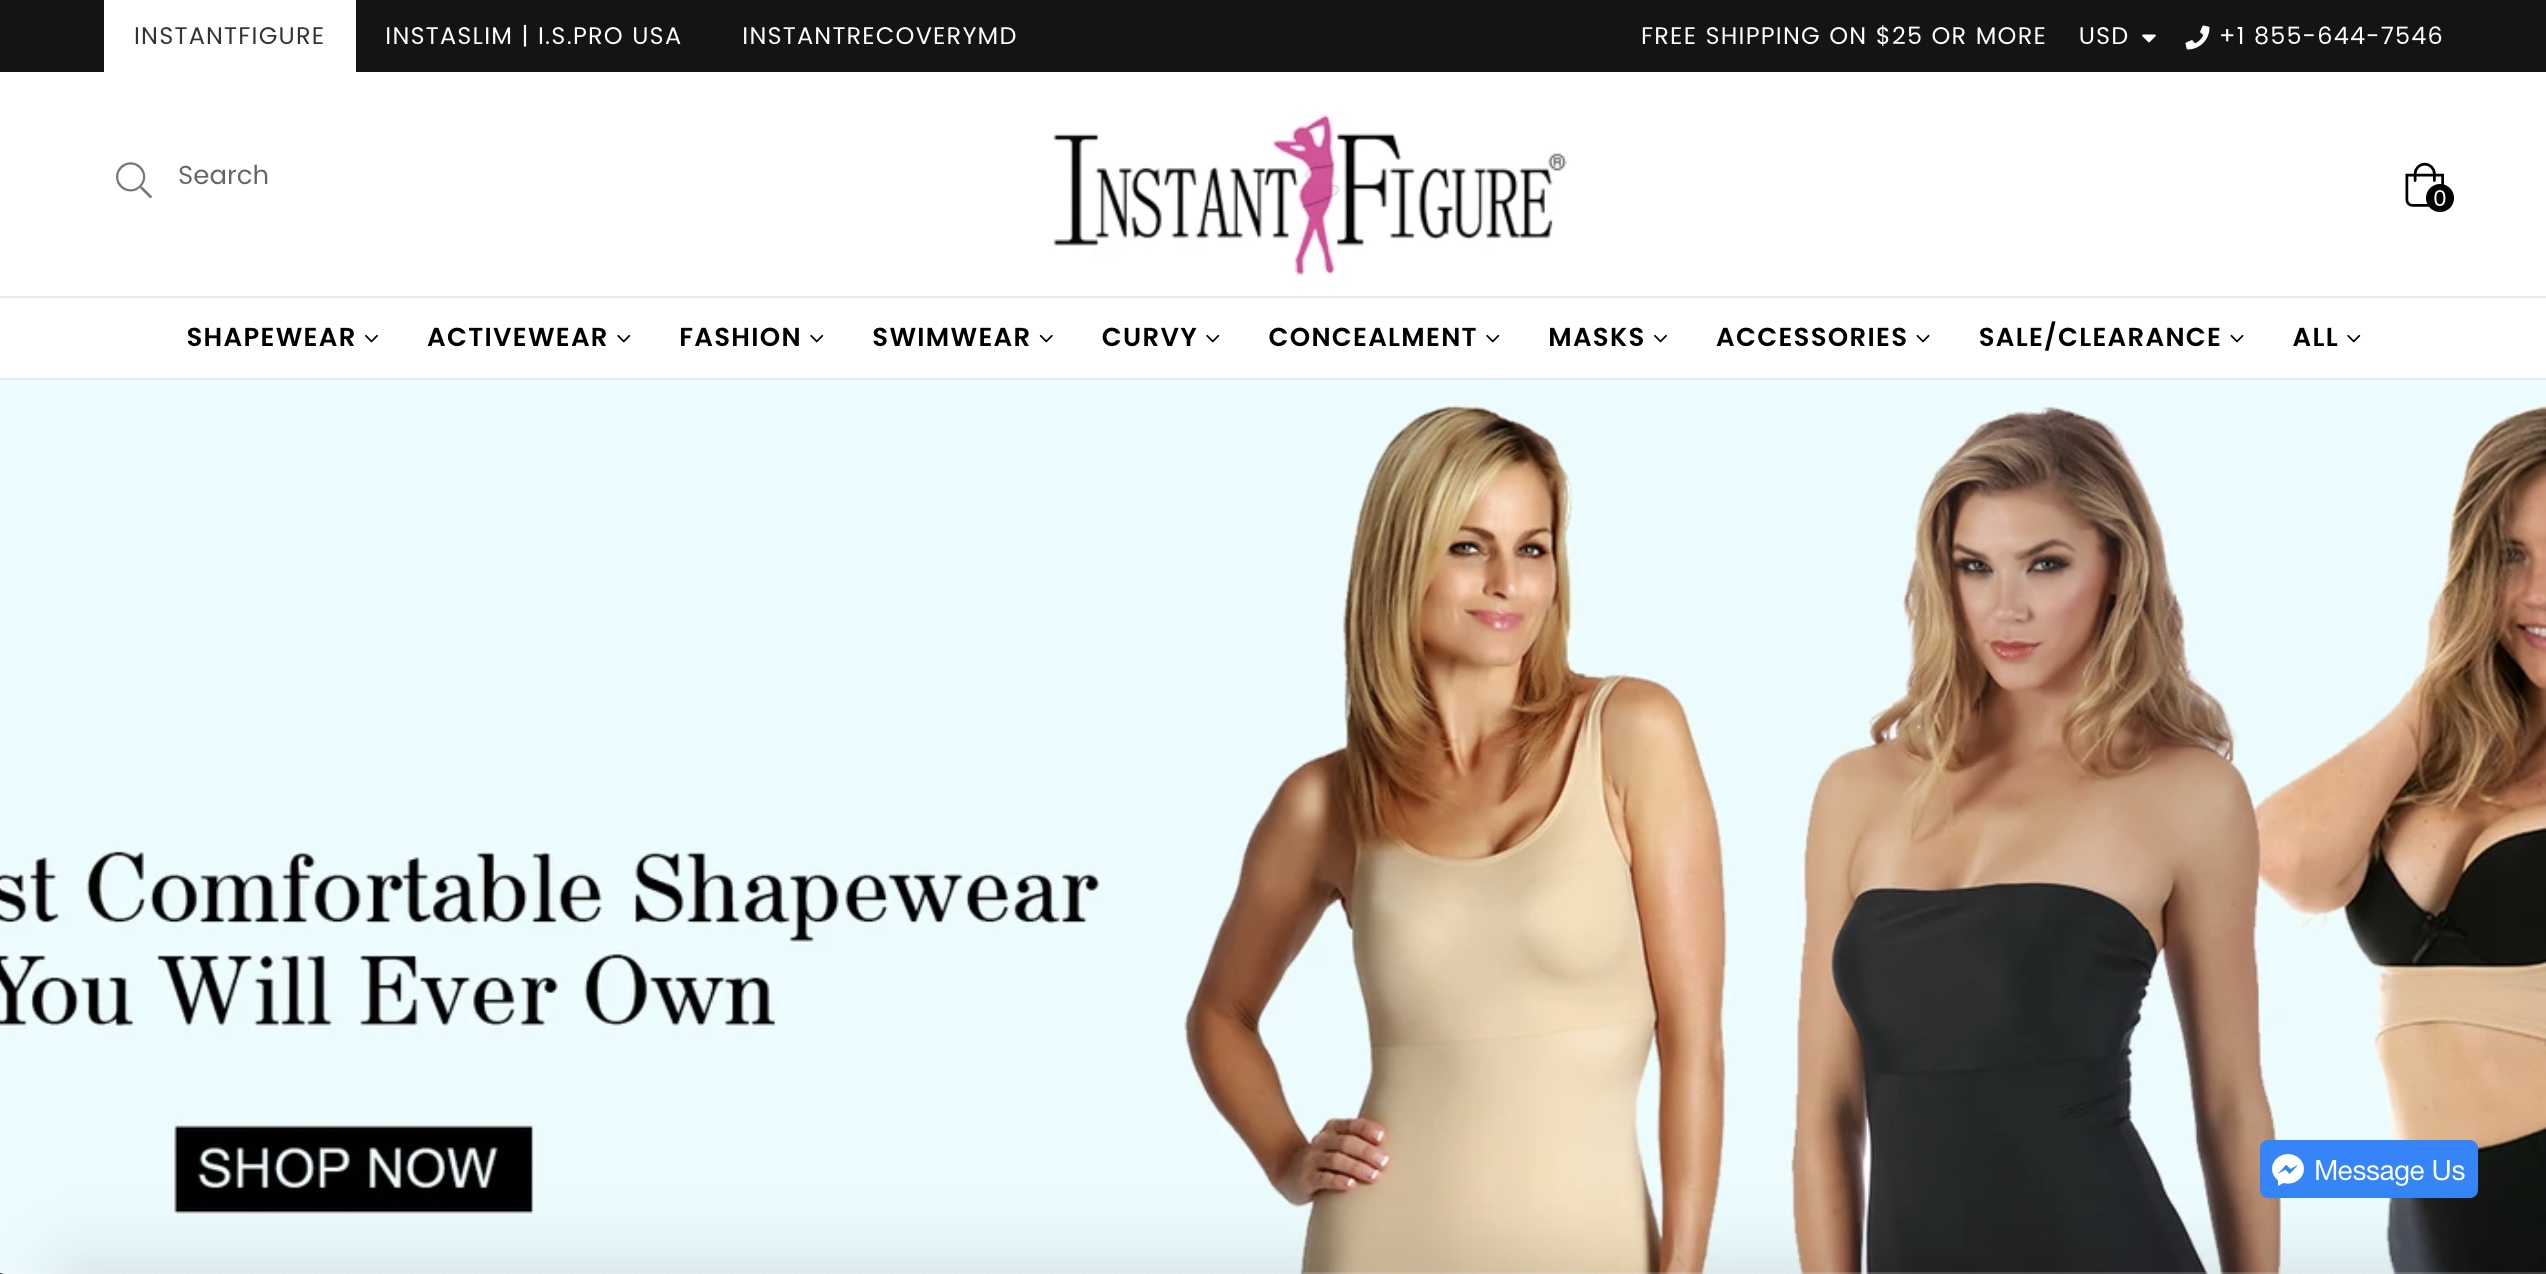 INSTANTFIGURE
INSTASLIM | I.S.PRO USA
INSTANTRECOVERYMD
FREE SHIPPING ON $25 OR MORE
USD
+1 855-644-7546
Search
INSTANTFIGURE®
0
SHAPEWEAR
ACTIVEWEAR
FASHION
SWIMWEAR
CURVY
CONCEALMENT
MASKS
ACCESSORIES
SALE/CLEARANCE
ALL
st Comfortable Shapewear
You Will Ever Own
SHOP NOW
Message Us